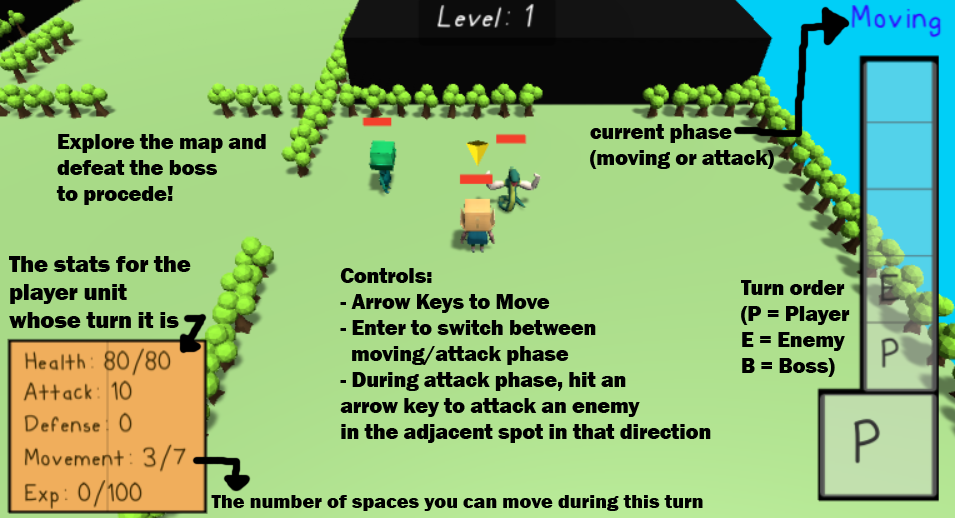 Level: 1
Moving
Explore the map and
defeat the boss
to procede!
current phase
(moving or attack)
The stats for the
player unit
whose turn it is
Health: 80/80
Attack: 10
Defense: 0
Movement: 3/7
Exp: 0/100
Controls:
- Arrow Keys to Move
- Enter to switch between
moving/attack phase
- During attack phase, hit an
arrow key to attack an enemy
in the adjacent spot in that direction
The number of spaces you can move during this turn
Turn order
(P = Player
E = Enemy
B = Boss)
E
P
P